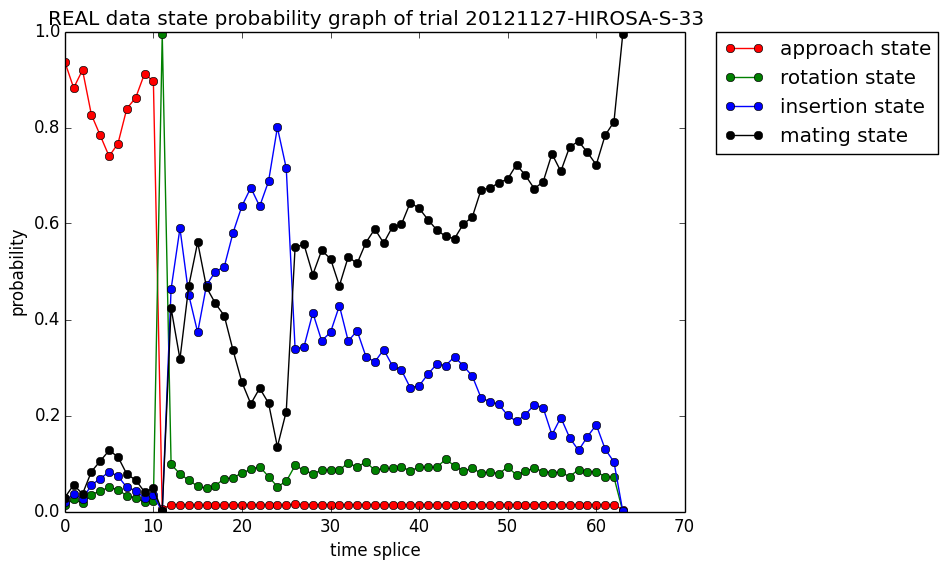 REAL data state probability graph of trial 20121127-HIROSA-S-33
1.0
0.8
0.6
0.4
0.2
0.0
probability
0 10 20 30 40 50 60 70
time splice
approach state
rotation state
insertion state
mating state